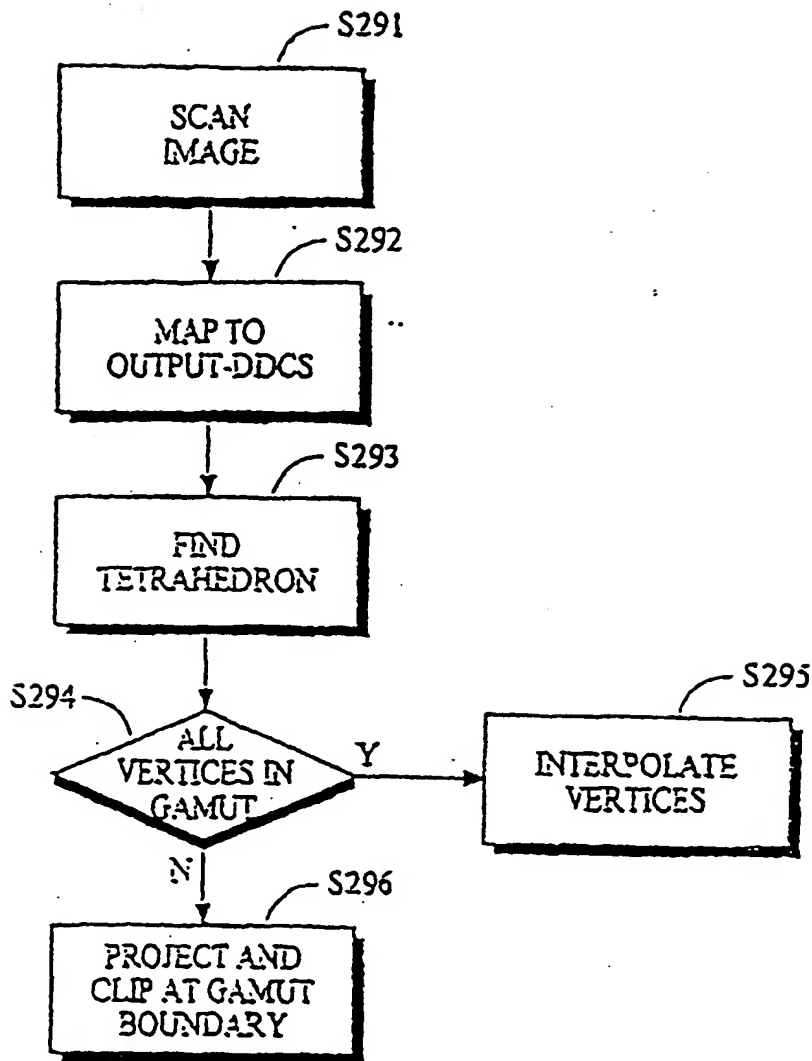 S291
SCAN
IMAGE
S292
MAP TO
OUTPUT-DDCS
S293
FIND
TETRAHEDRON
S294
ALL
VERTICES IN
GAMUT
Y
S295
INTERPOLATE
VERTICES
N
S296
PROJECT AND
CLIP AT GAMUT
BOUNDARY